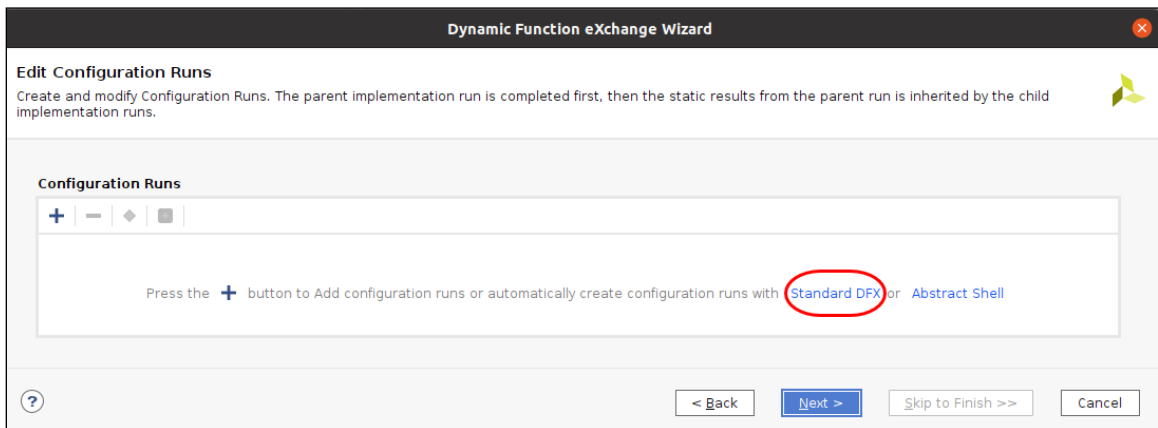 Dynamic Function eXchange Wizard
Edit Configuration Runs
Create and modify Configuration Runs. The parent implementation run is completed first, then the static results from the parent run is inherited by the child
implementation runs.
Configuration Runs
Press the + button to Add configuration runs or automatically create configuration runs with Standard DFX or Abstract Shell
? < Back Next > Skip to Finish >> Cancel